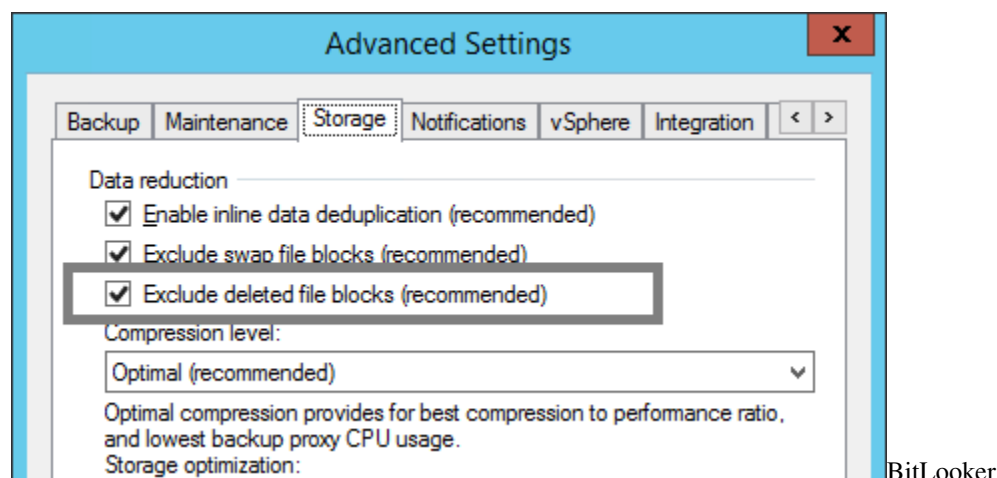 Advanced Settings
x
Backup Maintenance Storage Notifications vSphere Integration < >
Data reduction
Enable inline data deduplication (recommended)
Exclude swap file blocks (recommended)
Exclude deleted file blocks (recommended)
Compression level:
Optimal (recommended)
Optimal compression provides for best compression to performance ratio,
and lowest backup proxy CPU usage.
Storage optimization:
BitLooker